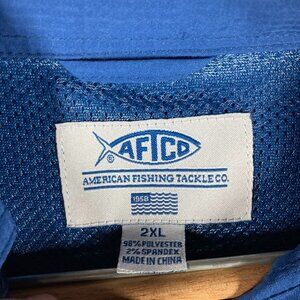 AFTCO
®
AMERICAN FISHING TACKLE CO.
1958
2XL
98% POLYESTER
2% SPANDEX
MADE IN CHINA